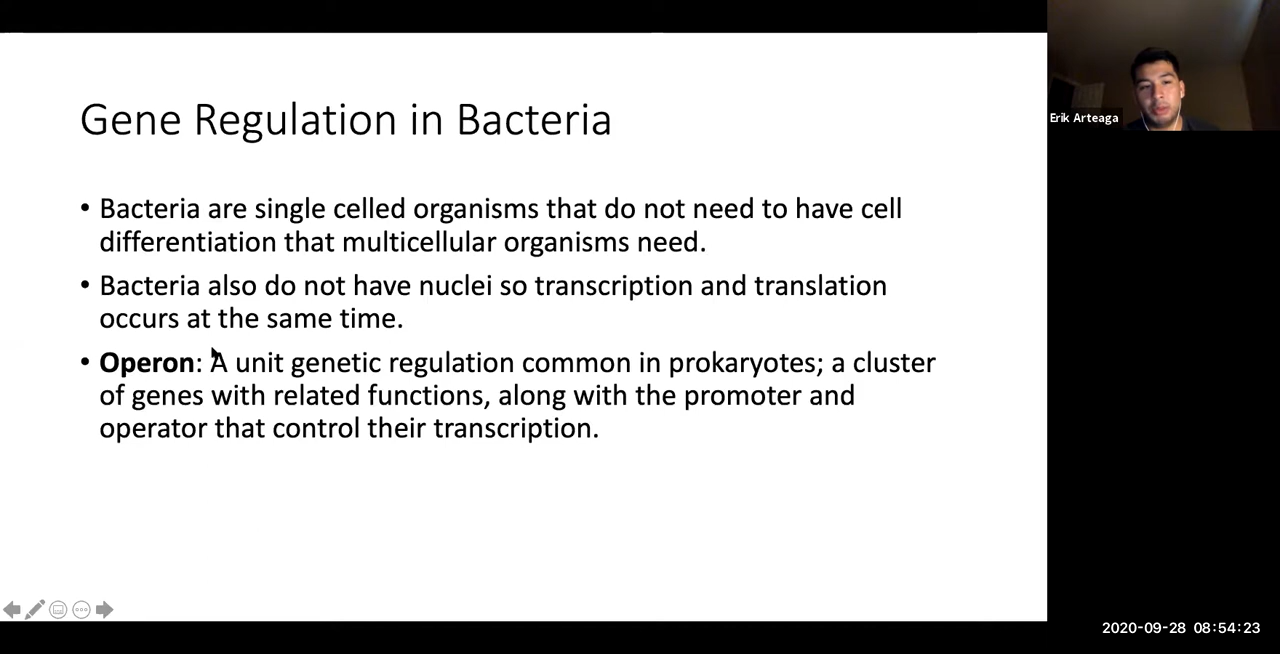 Gene Regulation in Bacteria
• Bacteria are single celled organisms that do not need to have cell
differentiation that multicellular organisms need.
• Bacteria also do not have nuclei so transcription and translation
occurs at the same time.
• Operon: A unit genetic regulation common in prokaryotes; a cluster
of genes with related functions, along with the promoter and
operator that control their transcription.
Erik Arteaga
2020-09-28 08:54:23